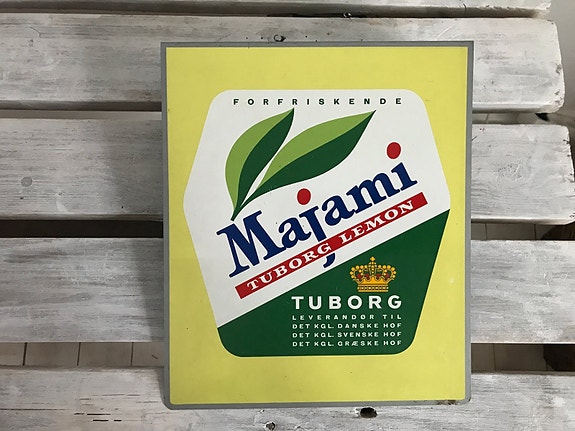 FORFRISKENDE
Majami
TUBORG LEMON
TUBORG
LEVERANDØR TIL
DET KGL. DANSKE HOF
DET KGL. SVENSKE HOF
DET KGL. GRÆSKE HOF